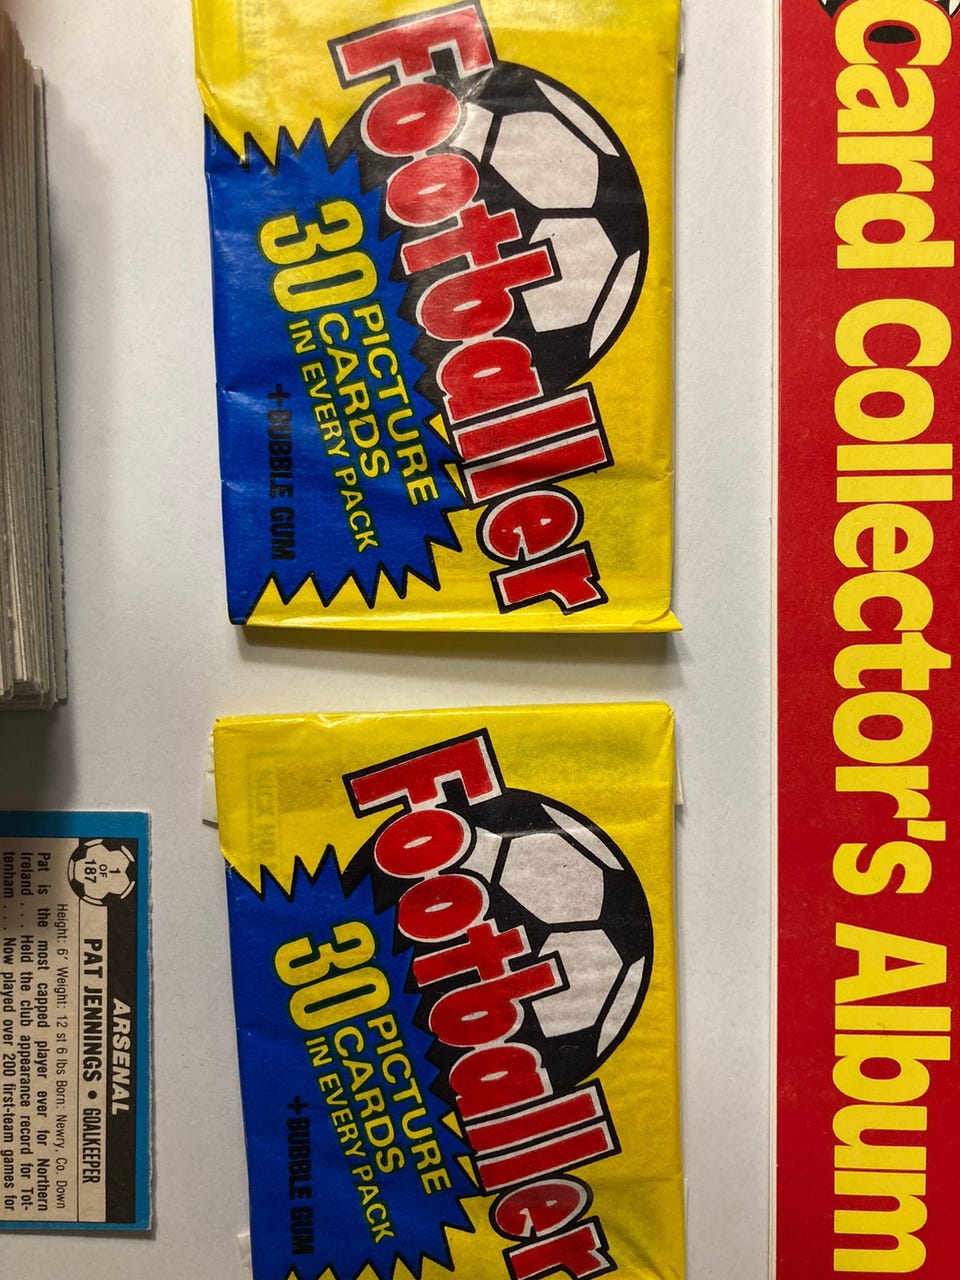 Card Collector's Album
Footballer
30 PICTURE
CARDS
IN EVERY PACK
+BUBBLE GUM
Footballer
30 PICTURE
CARDS
IN EVERY PACK
+BUBBLE GUM
ARSENAL
1
OF
187
PAT JENNINGS • GOALKEEPER
Height: 6' Weight: 12 st 6 lbs Born: Newry, Co. Down
Pat is the most capped player ever for Northern
Ireland . . . Held the club appearance record for Tot-
tenham . . . Now played over 200 first-team games for